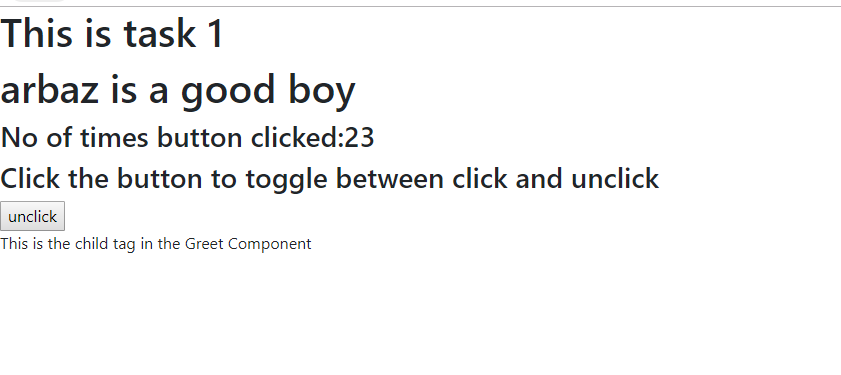 This is task 1
arbaz is a good boy
No of times button clicked:23
Click the button to toggle between click and unclick
unclick
This is the child tag in the Greet Component